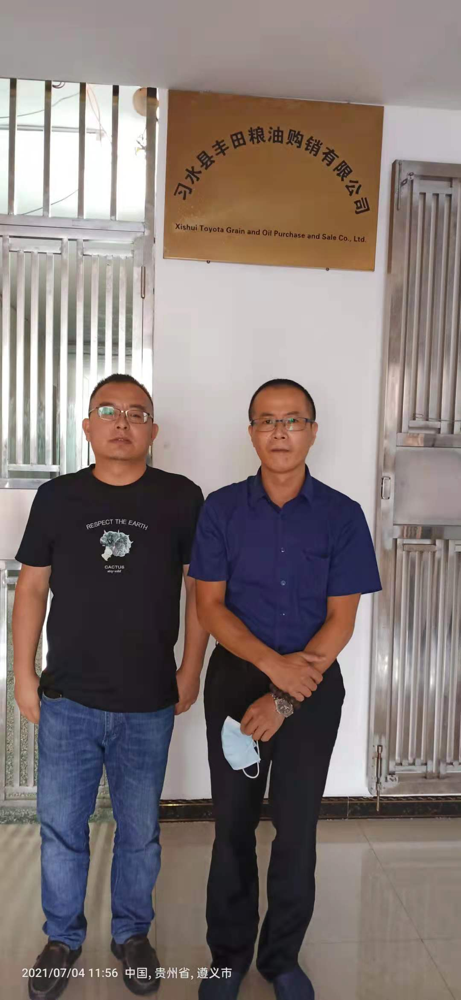 习水县丰田粮油购销有限公司
Xishui Toyota Grain and Oil Purchase and Sale Co., Ltd.
RESPECT THE EARTH
CACTUS
stay wild
2021/07/04 11:56 中国, 贵州省, 遵义市